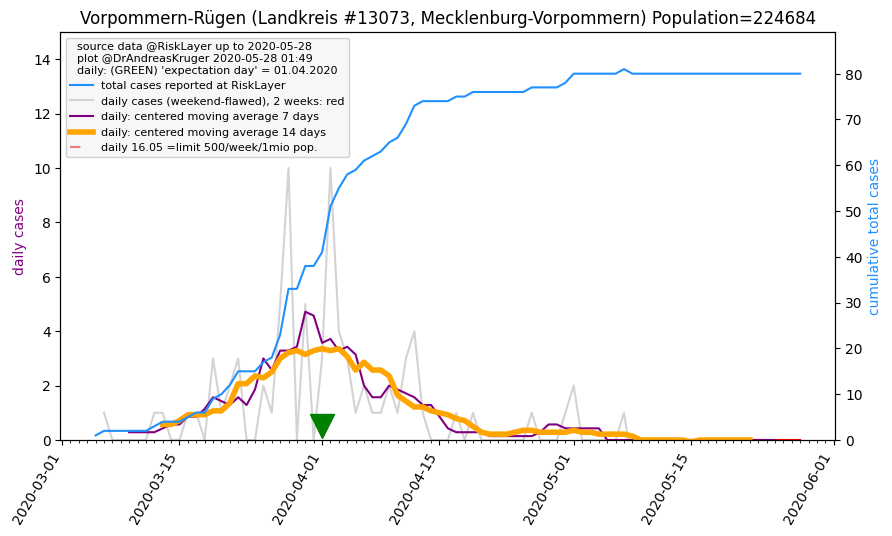 Vorpommern-Rügen (Landkreis #13073, Mecklenburg-Vorpommern) Population=224684
source data @RiskLayer up to 2020-05-28
plot @DrAndreasKruger 2020-05-28 01:49
daily: (GREEN) 'expectation day' = 01.04.2020
total cases reported at RiskLayer
daily cases (weekend-flawed), 2 weeks: red
daily: centered moving average 7 days
daily: centered moving average 14 days
daily 16.05 =limit 500/week/1mio pop.
daily cases
14
12
10
8
6
4
2
0
cumulative total cases
80
70
60
50
40
30
20
10
0
2020-03-01
2020-03-15
2020-04-01
2020-04-15
2020-05-01
2020-05-15
2020-06-01